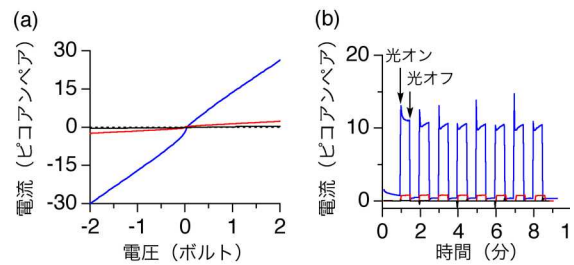 (a)
30
15
0
-15
-30
-2
-1
0
1
2
電流（ピコアンペア）
電圧（ボルト）
(b)
光オン
光オフ
20
10
0
0
2
4
6
8
1
電流（ピコアンペア）
時間（分）